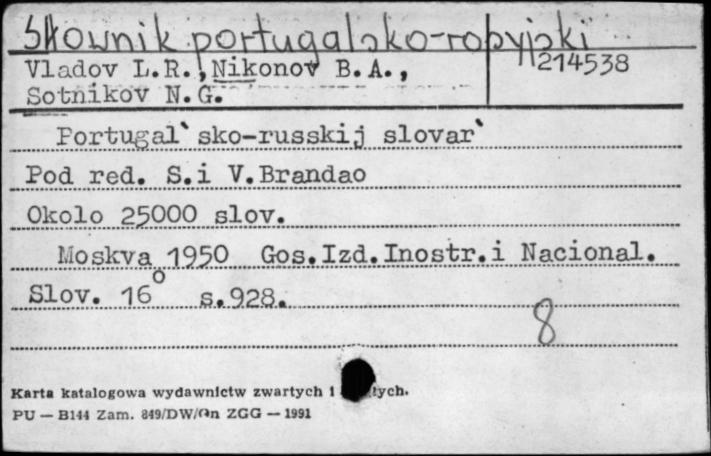 Słownik portugalsko-rosyjski
Vladov L.R., Nikonov B.A., 214538
Sotnikov N.G.
Portugal`sko-russkij slovar`
Pod red. S.i V.Brandao
Okolo 25000 slov.
Moskva 1950 Gos.Izd.Inostr.i Nacional.
Slov. 16° s.928.
8
Karta katalogowa wydawnictw zwartych i
PU — B144 Zam. 849/DW/ ZGG — 1991